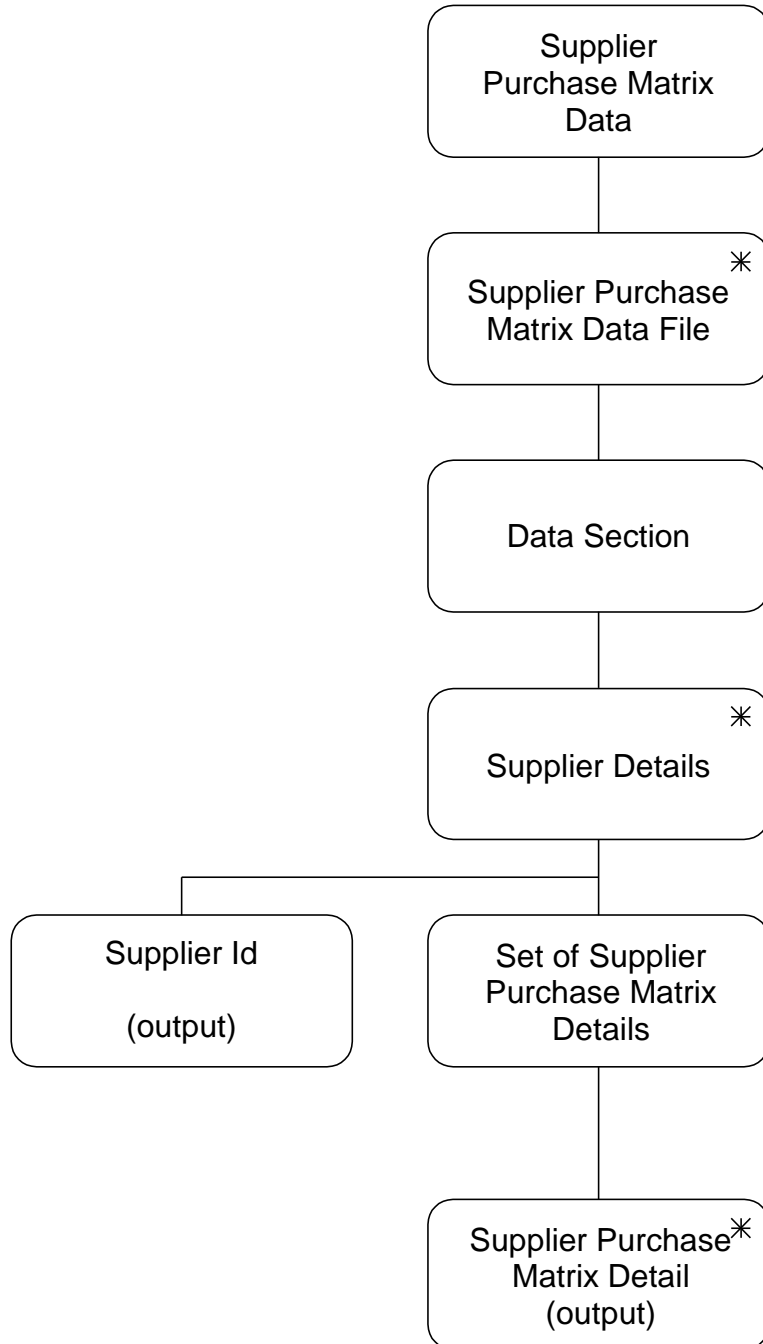 Supplier
Purchase Matrix
Data
Supplier Purchase
Matrix Data File
Data Section
Supplier Details
Supplier Id
(output)
Set of Supplier
Purchase Matrix
Details
Supplier Purchase
Matrix Detail
(output)